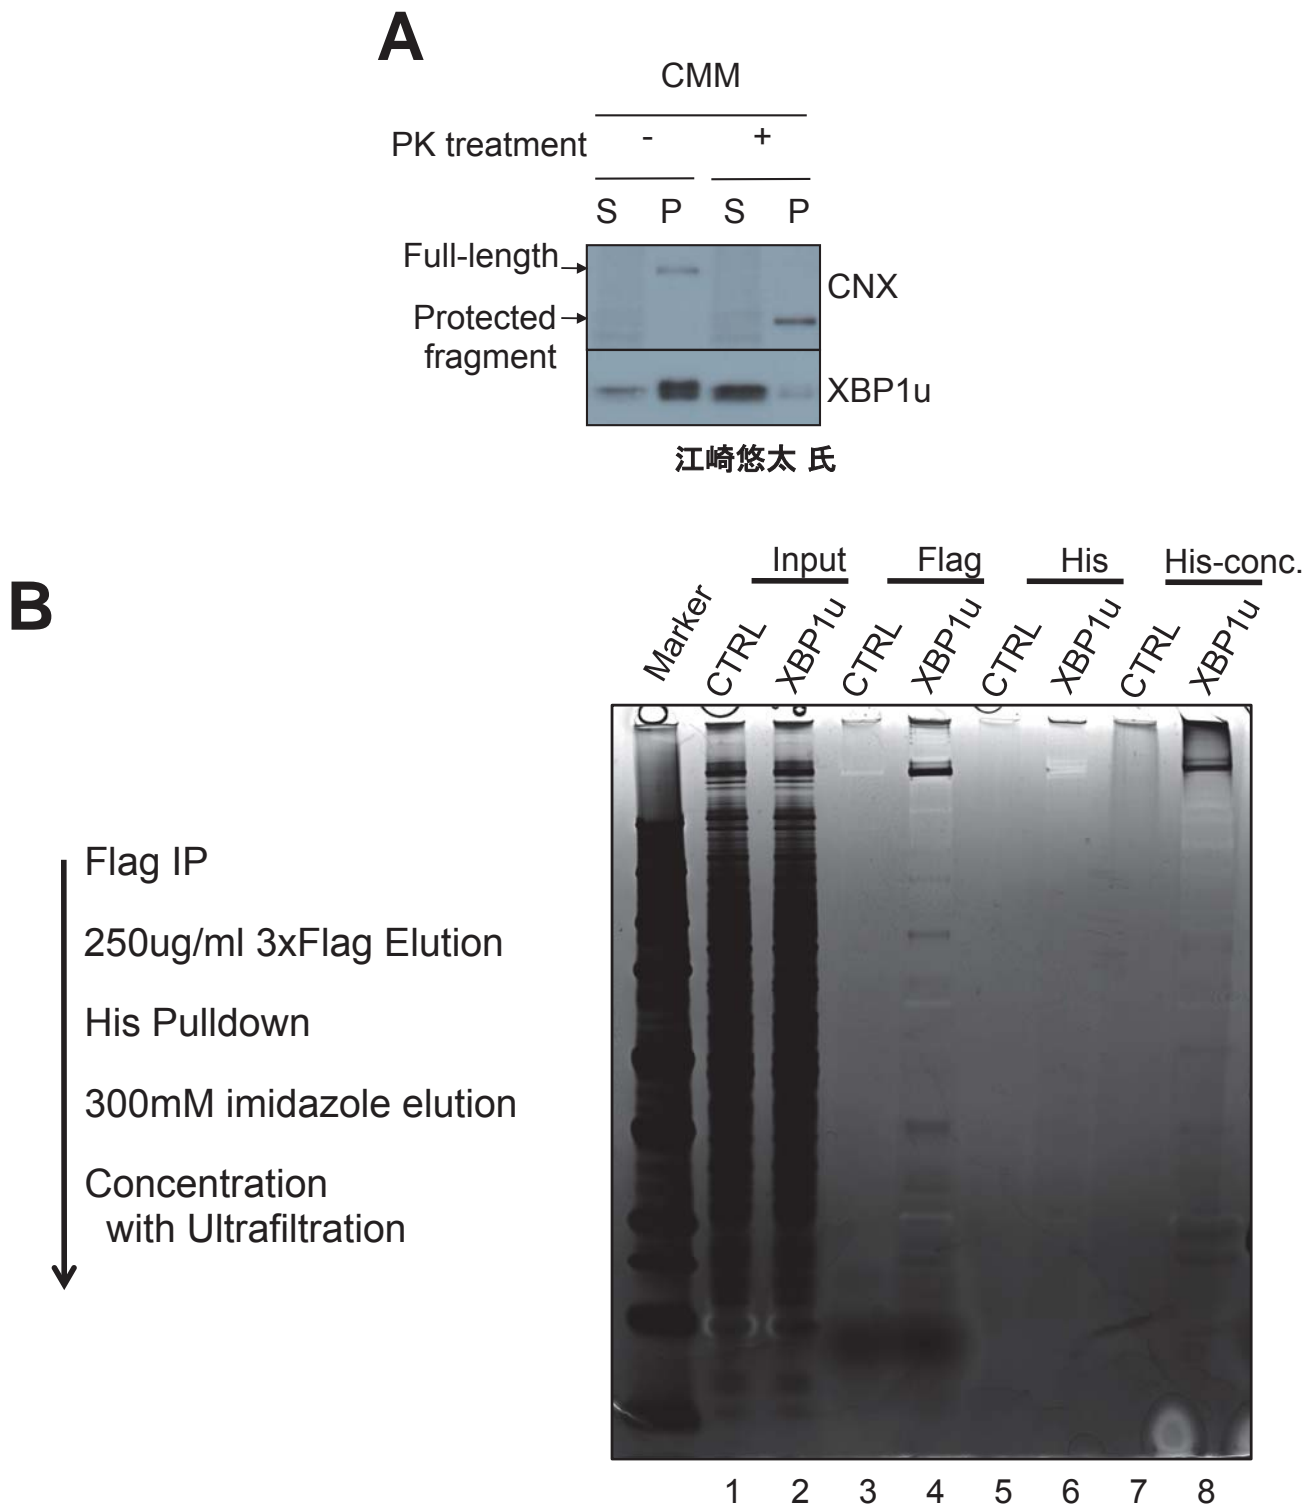 A
CMM
PK treatment - +
S P S P
Full-length
CNX
Protected
fragment
XBP1u
江崎悠太 氏
B
Input Flag His His-conc.
Marker CTRL XBP1u CTRL XBP1u CTRL XBP1u CTRL XBP1u
Flag IP
250ug/ml 3xFlag Elution
His Pulldown
300mM imidazole elution
Concentration
with Ultrafiltration
1 2 3 4 5 6 7 8